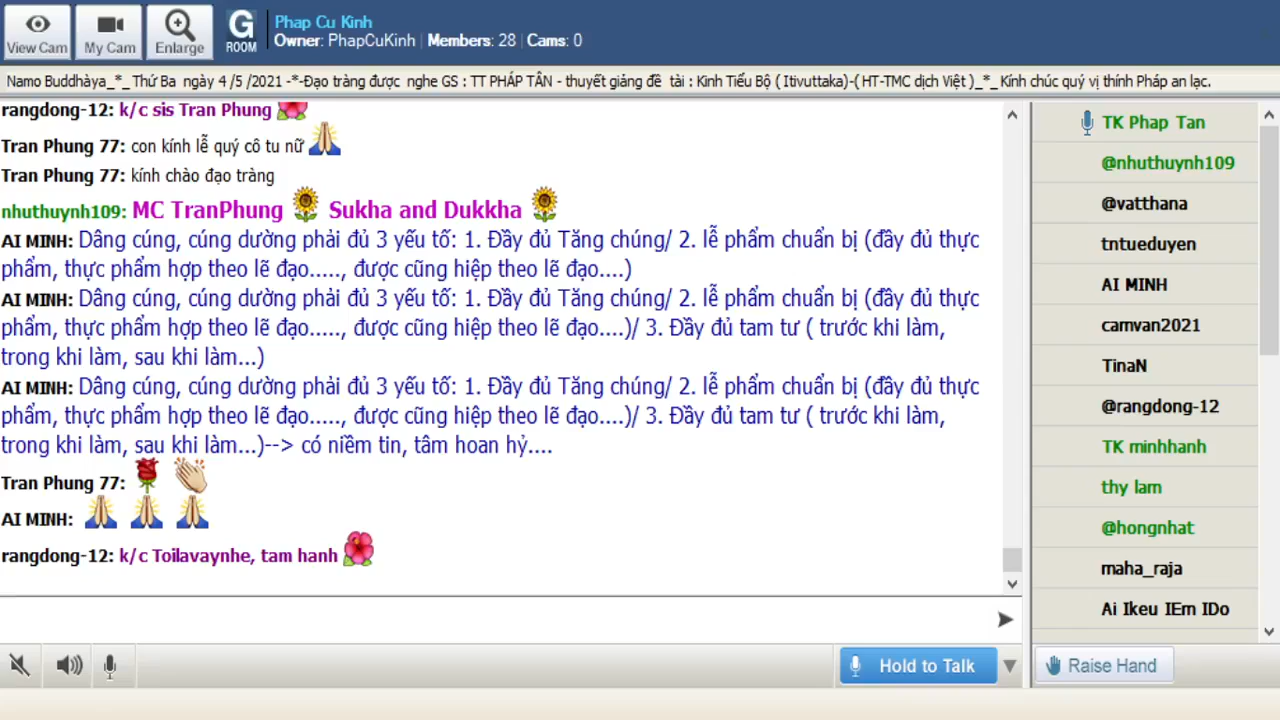 View Cam
My Cam
Enlarge
G
ROOM
Phap Cu Kinh
Owner: PhapCuKinh | Members: 28 | Cams: 0
Namo Buddhàya_*_Thứ Ba ngày 4 /5 /2021 -*-Đạo tràng được nghe GS : TT PHÁP TÂN - thuyết giảng đề tài : Kinh Tiểu Bộ ( Itivuttaka)-( HT-TMC dịch Việt )_*_ Kính chúc quý vị thính Pháp an lạc.
rangdong-12: k/c sis Tran Phung
Tran Phung 77: con kính lễ quý cô tu nữ
Tran Phung 77: kính chào đạo tràng
nhuthuynh109: MC TranPhung Sukha and Dukkha
AI MINH: Dâng cúng, cúng dường phải đủ 3 yếu tố: 1. Đầy đủ Tăng chúng/ 2. lễ phẩm chuẩn bị (đầy đủ thực
phẩm, thực phẩm hợp theo lẽ đạo....., được cũng hiệp theo lẽ đạo....)
AI MINH: Dâng cúng, cúng dường phải đủ 3 yếu tố: 1. Đầy đủ Tăng chúng/ 2. lễ phẩm chuẩn bị (đầy đủ thực
phẩm, thực phẩm hợp theo lẽ đạo....., được cũng hiệp theo lẽ đạo....)/ 3. Đầy đủ tam tư ( trước khi làm,
trong khi làm, sau khi làm...)
AI MINH: Dâng cúng, cúng dường phải đủ 3 yếu tố: 1. Đầy đủ Tăng chúng/ 2. lễ phẩm chuẩn bị (đầy đủ thực
phẩm, thực phẩm hợp theo lẽ đạo....., được cũng hiệp theo lẽ đạo....)/ 3. Đầy đủ tam tư ( trước khi làm,
trong khi làm, sau khi làm...)--> có niềm tin, tâm hoan hỷ....
Tran Phung 77:
AI MINH:
rangdong-12: k/c Toilavaynhe, tam hanh
TK Phap Tan
@nhuthuynh109
@vatthana
tntueduyen
AI MINH
camvan2021
TinaN
@rangdong-12
TK minhhanh
thy lam
@hongnhat
maha_raja
Ai Ikeu IEm IDo
Hold to Talk
Raise Hand